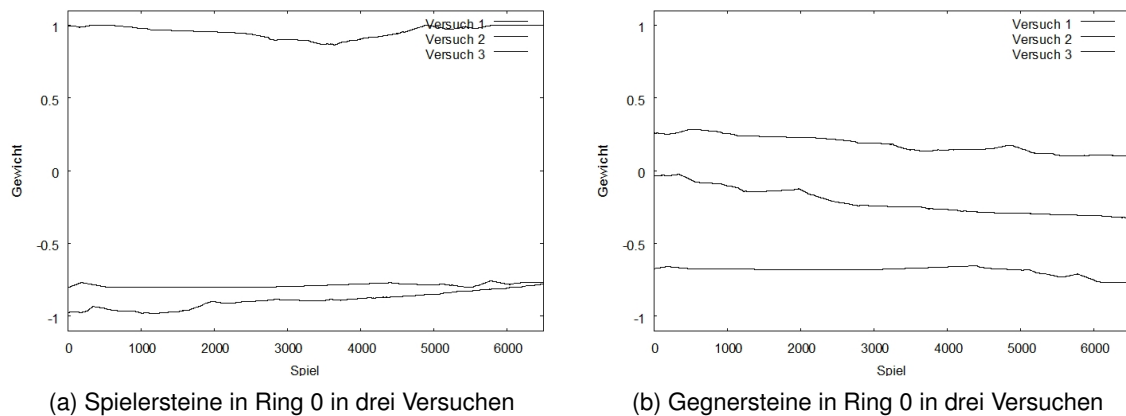 Versuch 1
Versuch 2
Versuch 3
1
0.5
0
-0.5
-1
Gewicht
0 1000 2000 3000 4000 5000 6000
Spiel
(a) Spielersteine in Ring 0 in drei Versuchen
Versuch 1
Versuch 2
Versuch 3
1
0.5
0
-0.5
-1
Gewicht
0 1000 2000 3000 4000 5000 6000
Spiel
(b) Gegnersteine in Ring 0 in drei Versuchen